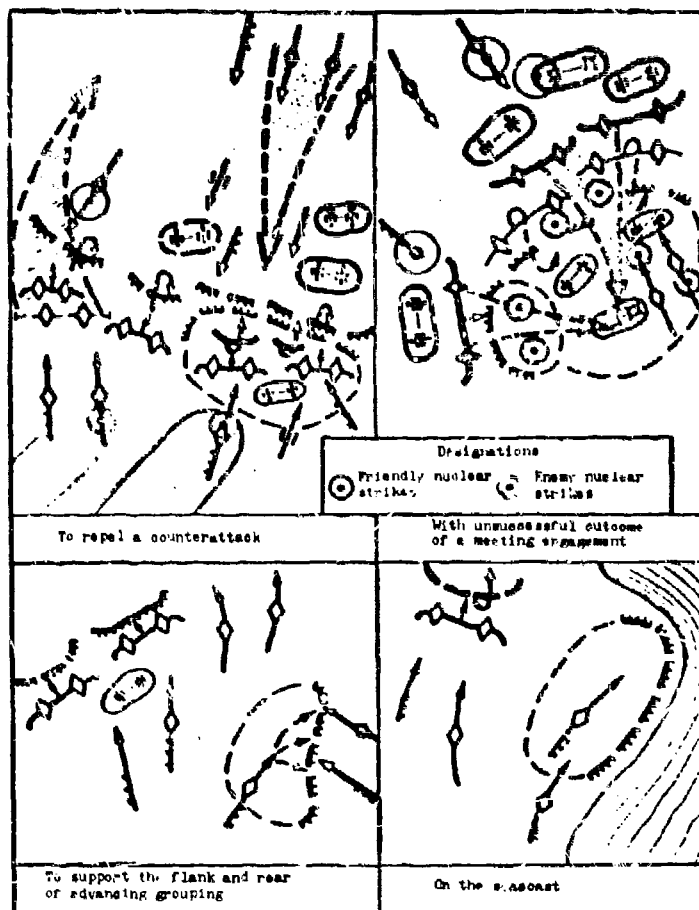 Designations
Friendly nuclear strikes
Enemy nuclear strikes
To repel a counterattack
With unsuccessful outcome
of a meeting engagement
To support the flank and rear
of advancing grouping
On the seacoast